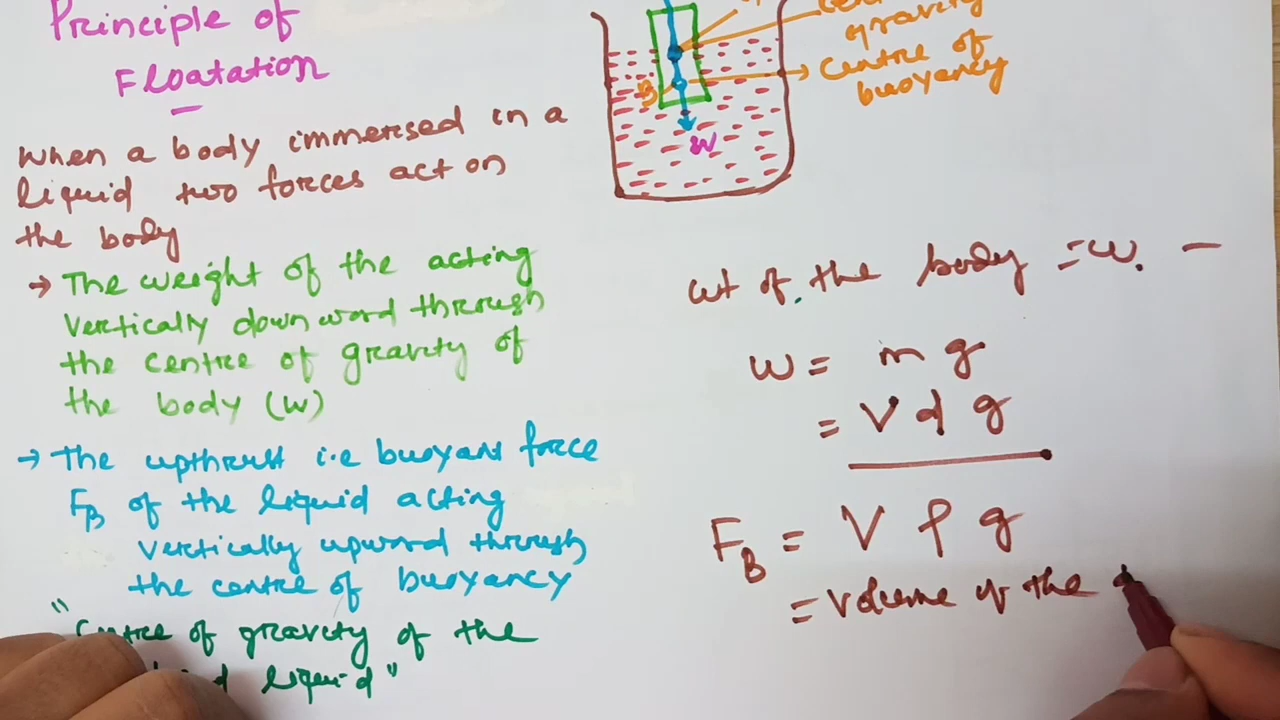 Principle of
Floatation
When a body immersed in a
liquid two forces act on
the body
→ The weight of the acting
vertically downword through
the centre of gravity of
the body (W)
→ The upthrust i.e buoyant force
FB of the liquid acting
vertically upword through
the centre of buoyancy
"Centre of gravity of the
liquid"
gravity
Centre of
buoyancy
B
W
wt of. the body = w. —
W = mg
= V d g
FB = V ρ g
= Volume of the